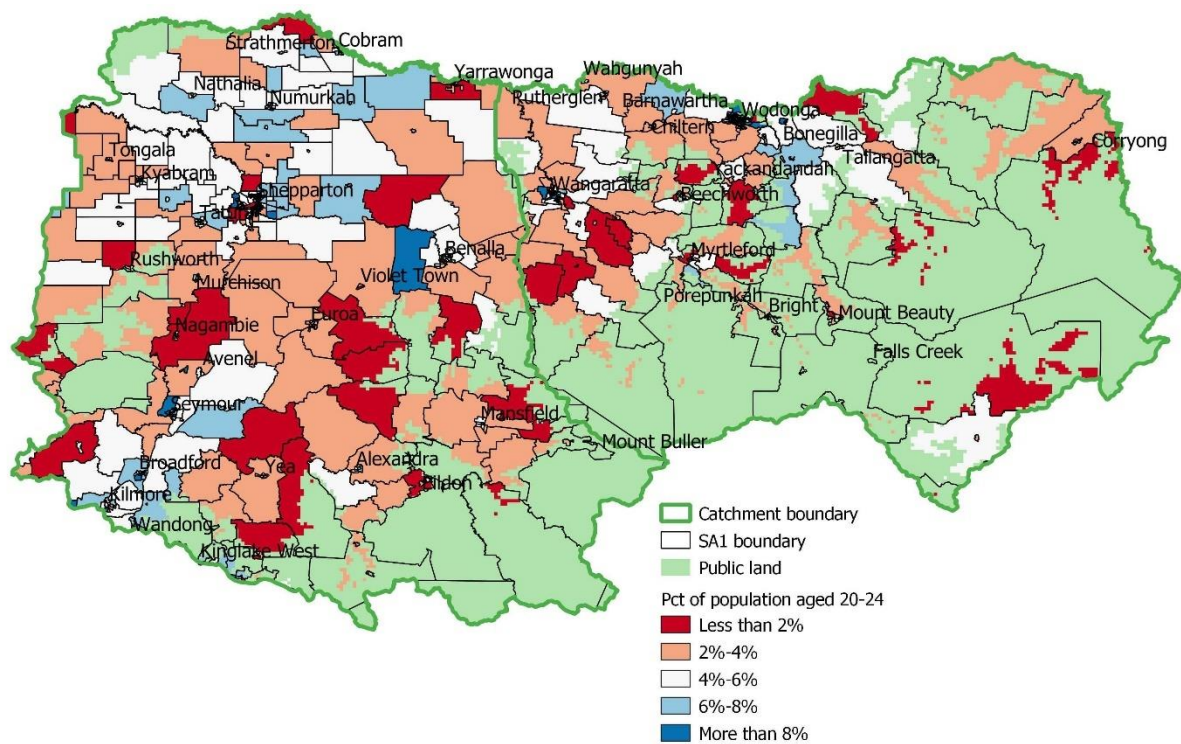 Strathmerton
Cobram
Nathalia
Numurkah
Yarrawonga
Wahgunyah
Rutherglen
Barnawartha
Wodonga
Chiltern
Bonegilla
Corryong
Tallangatta
Tongala
Kyabram
Shepparton
Yackandandah
Wangaratta
Beechworth
Benalla
Rushworth
Myrtleford
Murchison
Violet Town
Porepunkah
Bright
Mount Beauty
Nagambie
Euroa
Avenel
Falls Creek
Seymour
Mansfield
Mount Buller
Broadford
Yea
Alexandra
Eildon
Kilmore
Wandong
Kinglake West
Catchment boundary
SA1 boundary
Public land
Pct of population aged 20-24
Less than 2%
2%-4%
4%-6%
6%-8%
More than 8%